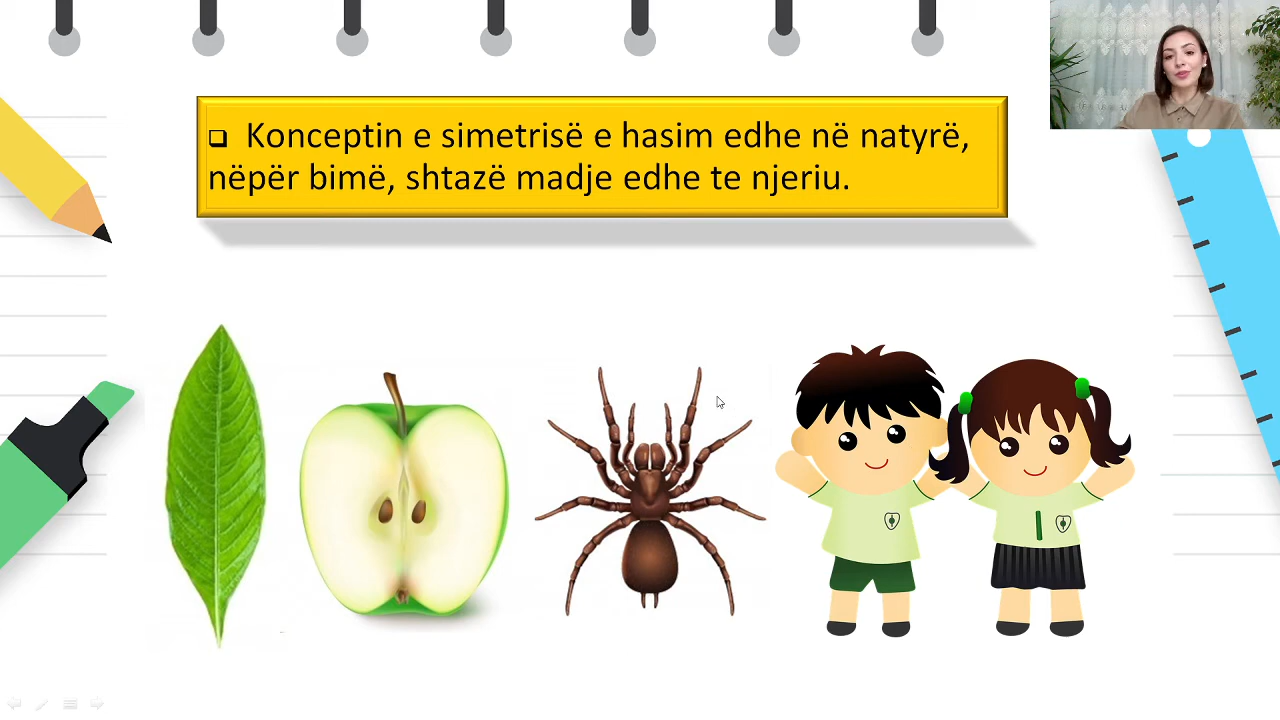 ❑ Konceptin e simetrisë e hasim edhe në natyrë,
nëpër bimë, shtazë madje edhe te njeriu.